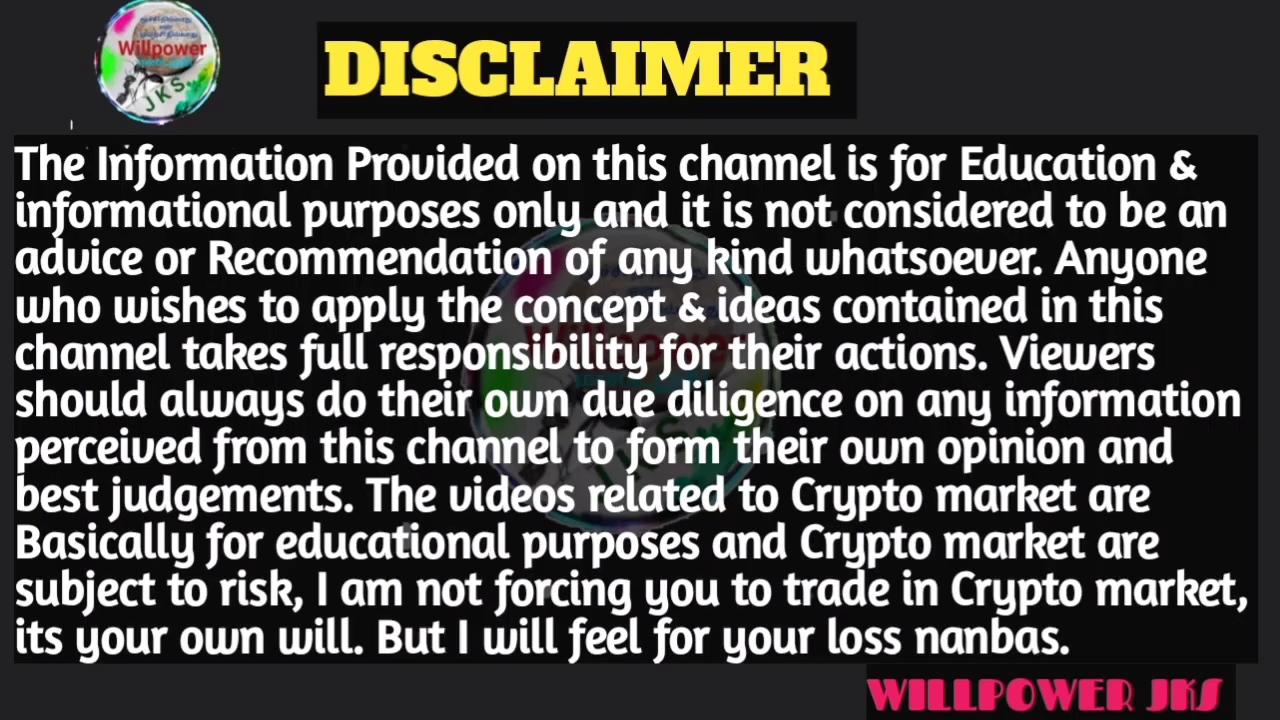 Willpower
JKS
DISCLAIMER
The Information Provided on this channel is for Education &
informational purposes only and it is not considered to be an
advice or Recommendation of any kind whatsoever. Anyone
who wishes to apply the concept & ideas contained in this
channel takes full responsibility for their actions. Viewers
should always do their own due diligence on any information
perceived from this channel to form their own opinion and
best judgements. The videos related to Crypto market are
Basically for educational purposes and Crypto market are
subject to risk, I am not forcing you to trade in Crypto market,
its your own will. But I will feel for your loss nanbas.
WILLPOWER JKS